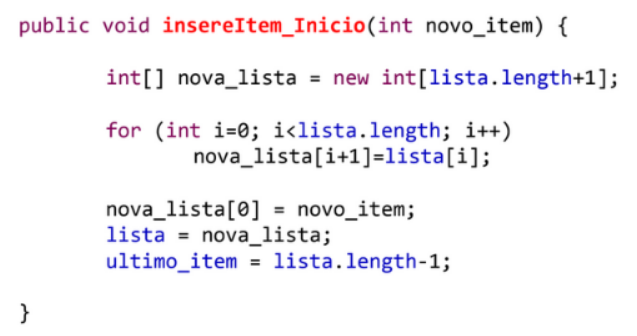 public void insereItem_Inicio(int novo_item) {
int[] nova_lista = new int[lista.length+1];
for (int i=0; i<lista.length; i++)
nova_lista[i+1]=lista[i];
nova_lista[0] = novo_item;
lista = nova_lista;
ultimo_item = lista.length-1;
}